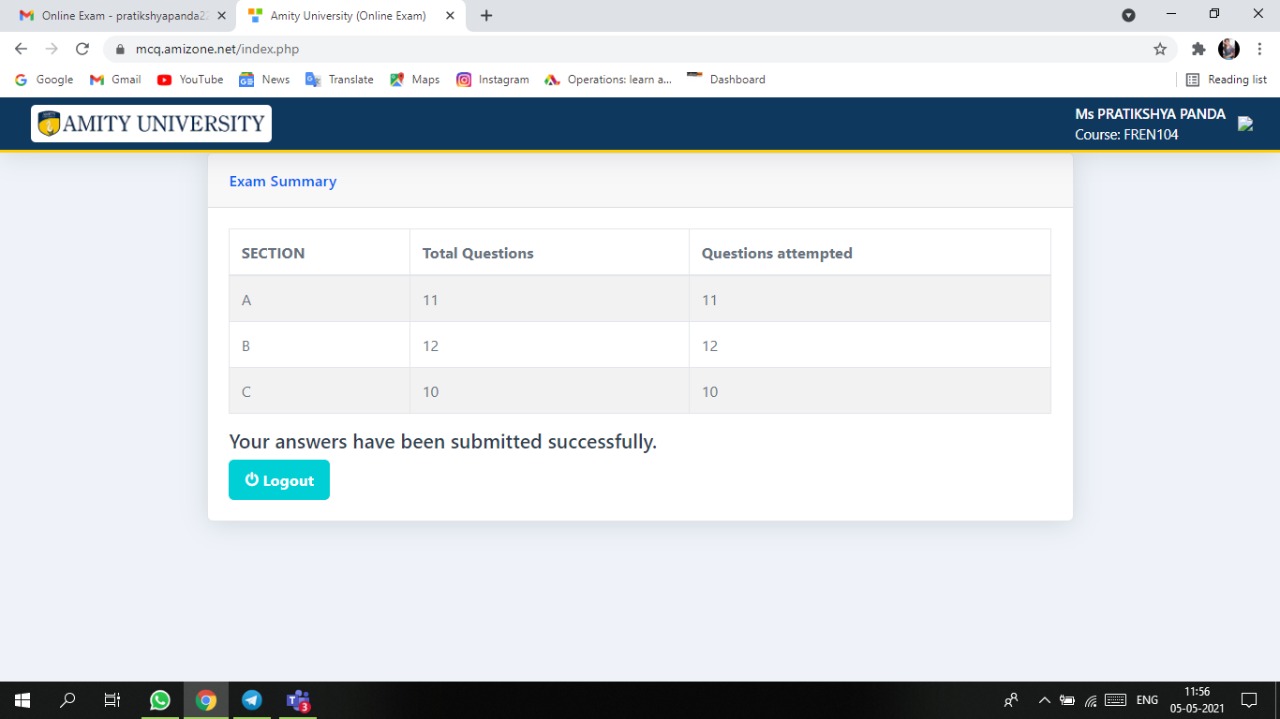 Online Exam - pratikshyapanda2
Amity University (Online Exam)
mcq.amizone.net/index.php
Google Gmail YouTube News Translate Maps Instagram Operations: learn a... Dashboard Reading list
AMITY UNIVERSITY
Ms PRATIKSHYA PANDA
Course: FREN104
Exam Summary
SECTION Total Questions Questions attempted
A 11 11
B 12 12
C 10 10
Your answers have been submitted successfully.
Logout
3
ENG
11:56
05-05-2021